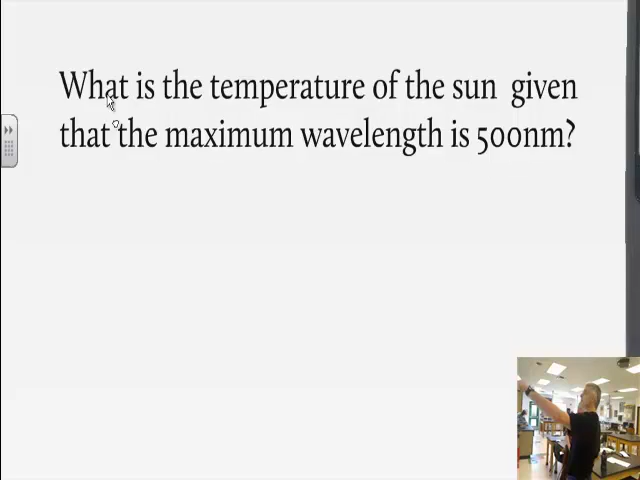 What is the temperature of the sun given
that the maximum wavelength is 500nm?